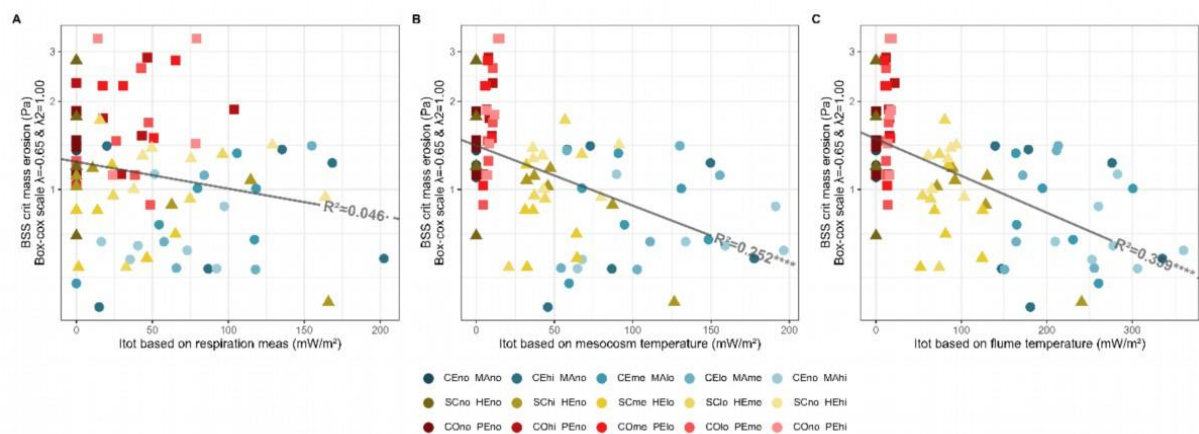 A
B
C
BSS crit mass erosion (Pa)
Box-cox scale λ=-0.65 & λ2=1.00
3
2
1
R²=0.046·
0 50 100 150 200
Itot based on respiration meas (mW/m²)
BSS crit mass erosion (Pa)
Box-cox scale λ=-0.65 & λ2=1.00
3
2
1
R²=0.252****
0 50 100 150 200
Itot based on mesocosm temperature (mW/m²)
BSS crit mass erosion (Pa)
Box-cox scale λ=-0.65 & λ2=1.00
3
2
1
R²=0.399****
0 100 200 300
Itot based on flume temperature (mW/m²)
CEno MAno CEhi MAno CEme MAlo CElo MAme CEno MAhi
SCno HEno SChi HEno SCme HElo SClo HEme SCno HEhi
COno PEno COhi PEno COme PElo COlo PEme COno PEhi